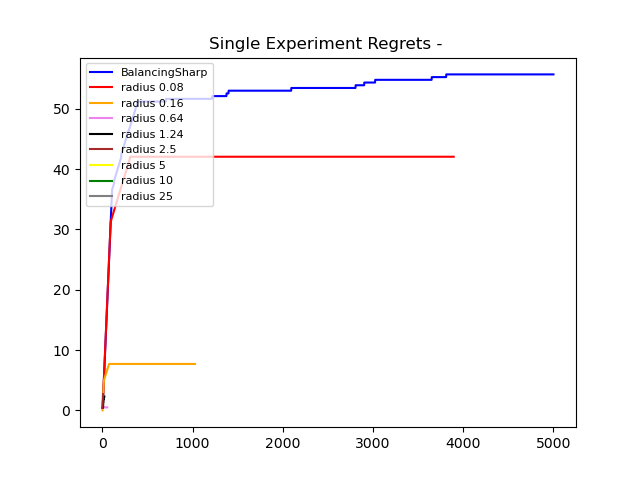 Single Experiment Regrets -
BalancingSharp
radius 0.08
radius 0.16
radius 0.64
radius 1.24
radius 2.5
radius 5
radius 10
radius 25
50
40
30
20
10
0
0 1000 2000 3000 4000 5000